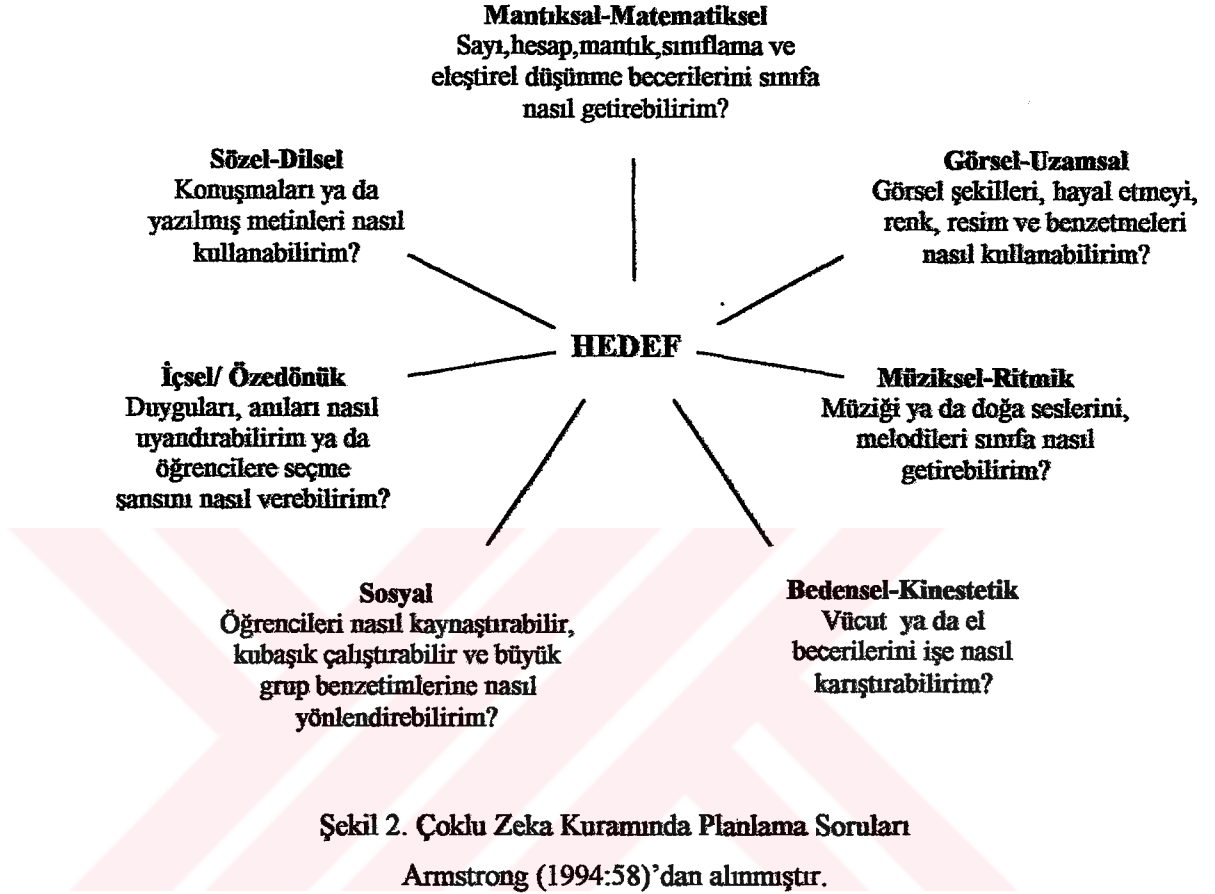 Mantıksal-Matematiksel
Sayı,hesap,mantık,sınıflama ve
eleştirel düşünme becerilerini sınıfa
nasıl getirebilirim?
Sözel-Dilsel
Konuşmaları ya da
yazılmış metinleri nasıl
kullanabilirim?
Görsel-Uzamsal
Görsel şekilleri, hayal etmeyi,
renk, resim ve benzetmeleri
nasıl kullanabilirim?
HEDEF
İçsel/ Özedönük
Duyguları, anıları nasıl
uyandırabilirim ya da
öğrencilere seçme
şansını nasıl verebilirim?
Müziksel-Ritmik
Müziği ya da doğa seslerini,
melodileri sınıfa nasıl
getirebilirim?
Sosyal
Öğrencileri nasıl kaynaştırabilir,
kubaşık çalıştırabilir ve büyük
grup benzetimlerine nasıl
yönlendirebilirim?
Bedensel-Kinestetik
Vücut ya da el
becerilerini işe nasıl
karıştırabilirim?
Şekil 2. Çoklu Zeka Kuramında Planlama Soruları
Armstrong (1994:58)'dan alınmıştır.